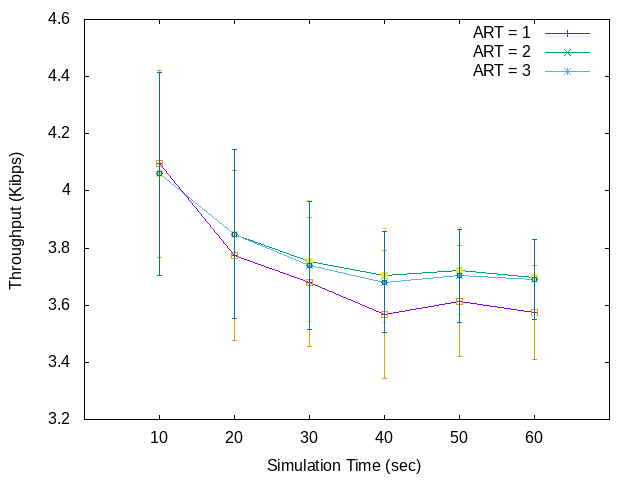 4.6
4.4
4.2
4
3.8
3.6
3.4
3.2
10 20 30 40 50 60
Simulation Time (sec)
Throughput (Kibps)
ART = 1
ART = 2
ART = 3